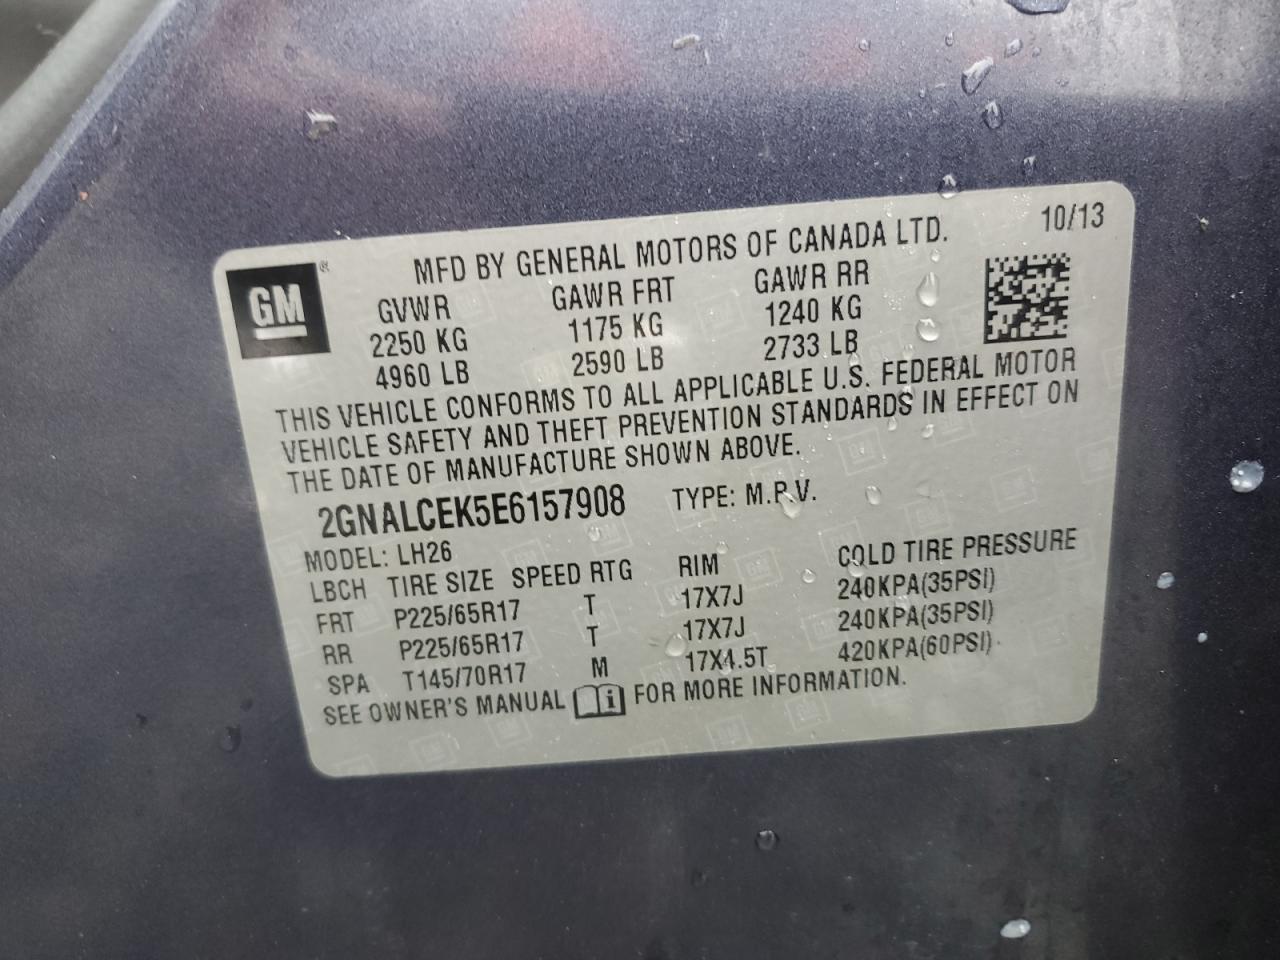 MFD BY GENERAL MOTORS OF CANADA LTD. 10/13
GM®
GVWR GAWR FRT GAWR RR
2250 KG 1175 KG 1240 KG
4960 LB 2590 LB 2733 LB
THIS VEHICLE CONFORMS TO ALL APPLICABLE U.S. FEDERAL MOTOR
VEHICLE SAFETY AND THEFT PREVENTION STANDARDS IN EFFECT ON
THE DATE OF MANUFACTURE SHOWN ABOVE.
2GNALCEK5E6157908 TYPE: M.P.V.
MODEL: LH26
LBCH TIRE SIZE SPEED RTG RIM COLD TIRE PRESSURE
FRT P225/65R17 T 17X7J 240KPA(35PSI)
RR P225/65R17 T 17X7J 240KPA(35PSI)
SPA T145/70R17 M 17X4.5T 420KPA(60PSI)
SEE OWNER'S MANUAL i FOR MORE INFORMATION.